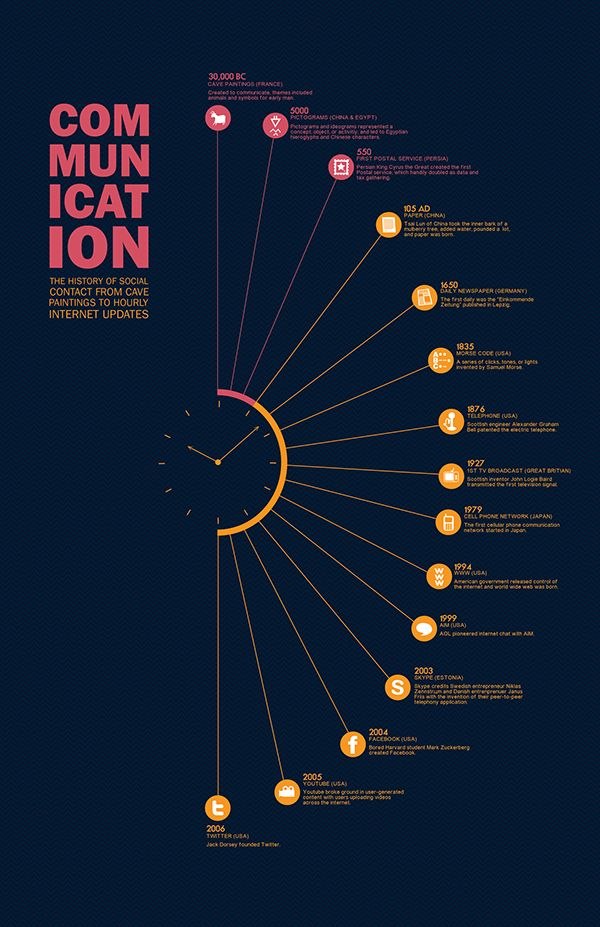 COM
MUN
ICAT
ION
THE HISTORY OF SOCIAL
CONTACT FROM CAVE
PAINTINGS TO HOURLY
INTERNET UPDATES
30,000 BC
CAVE PAINTINGS (FRANCE)
Created to communicate, themes included
animals and symbols for early man.
5000
PICTOGRAMS (CHINA & EGYPT)
Pictograms and ideograms represented a
concept, object, or activity, and led to Egyptian
hieroglyphs and Chinese characters.
550
FIRST POSTAL SERVICE (PERSIA)
Persian King Cyrus the Great created the first
Postal service, which handily doubled as data and
tax gathering.
105 AD
PAPER (CHINA)
Tsai Lun of China took the inner bark of a
mulberry tree, added water, pounded a lot,
and paper was born.
1650
DAILY NEWSPAPER (GERMANY)
The first daily was the "Einkommende
Zeitung" published in Lepzig.
1835
MORSE CODE (USA)
A series of clicks, tones, or lights
invented by Samuel Morse.
A
B
C
1876
TELEPHONE (USA)
Scottish engineer Alexander Graham
Bell patented the electric telephone.
1927
1ST TV BROADCAST (GREAT BRITIAN)
Scottish inventor John Logie Baird
transmitted the first television signal.
1979
CELL PHONE NETWORK (JAPAN)
The first cellular phone communication
network started in Japan.
1994
WWW (USA)
American government released control of
the internet and world wide web was born.
W
W
W
1999
AIM (USA)
AOL pioneered internet chat with AIM.
2003
SKYPE (ESTONIA)
Skype credits Swedish entrepreneur Niklas
Zennstrum and Danish entrenprenuer Janus
Friis with the invention of their peer-to-peer
telephony application.
S
2004
FACEBOOK (USA)
Bored Harvard student Mark Zuckerberg
created Facebook.
f
2005
YOUTUBE (USA)
Youtube broke ground in user-generated
content with users uploading videos
across the internet.
t
2006
TWITTER (USA)
Jack Dorsey founded Twitter.